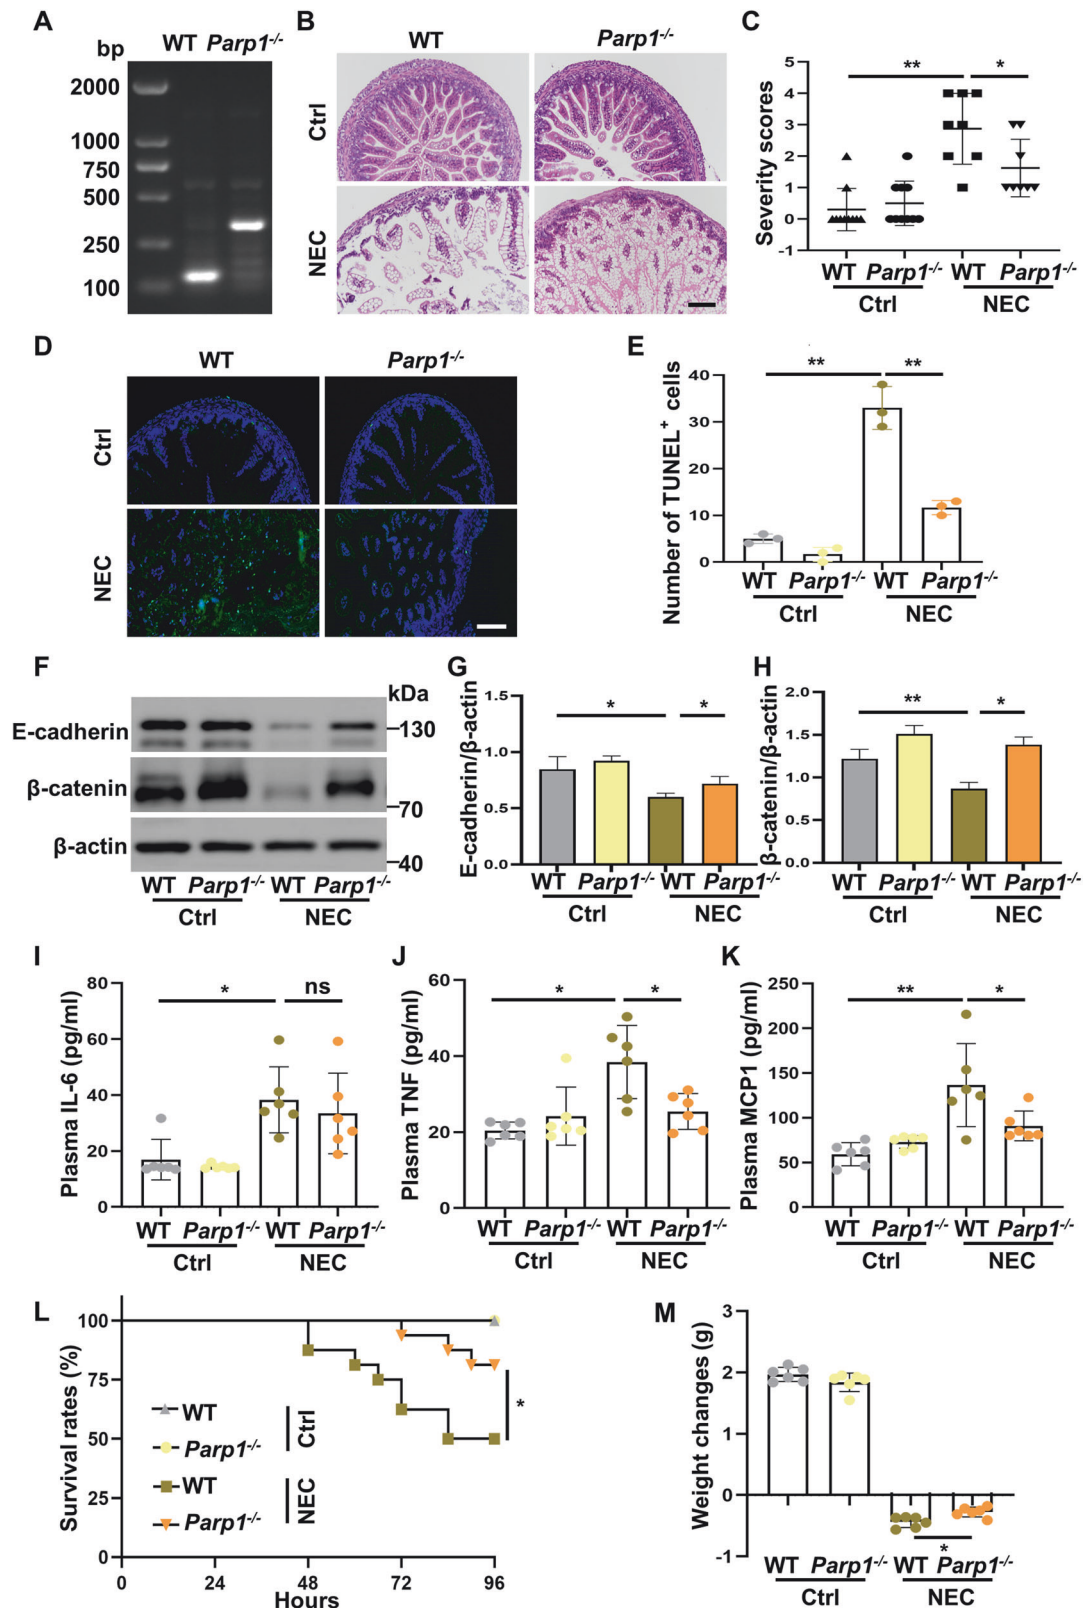 A
bp
WT Parp1-/-
2000
1000
750
500
250
100
B
WT
Parp1-/-
Ctrl
NEC
C
Severity scores
5
4
3
2
1
0
-1
**
*
WT Parp1-/- WT Parp1-/-
Ctrl NEC
D
WT
Parp1-/-
Ctrl
NEC
E
Number of TUNEL+ cells
40
30
20
10
0
**
**
WT Parp1-/- WT Parp1-/-
Ctrl NEC
F
kDa
E-cadherin
130
β-catenin
70
β-actin
40
WT Parp1-/- WT Parp1-/-
Ctrl NEC
G
E-cadherin/β-actin
1.5
1.0
0.5
0.0
*
*
WT Parp1-/- WT Parp1-/-
Ctrl NEC
H
β-catenin/β-actin
2.0
1.5
1.0
0.5
0.0
**
*
WT Parp1-/- WT Parp1-/-
Ctrl NEC
I
Plasma IL-6 (pg/ml)
80
60
40
20
0
*
ns
WT Parp1-/- WT Parp1-/-
Ctrl NEC
J
Plasma TNF (pg/ml)
60
40
20
0
*
*
WT Parp1-/- WT Parp1-/-
Ctrl NEC
K
Plasma MCP1 (pg/ml)
250
200
150
100
50
0
**
*
WT Parp1-/- WT Parp1-/-
Ctrl NEC
L
Survival rates (%)
100
75
50
25
0
WT
Parp1-/-
Ctrl
WT
Parp1-/-
NEC
*
0 24 48 72 96
Hours
M
Weight changes (g)
3
2
1
0
-1
*
WT Parp1-/- WT Parp1-/-
Ctrl NEC